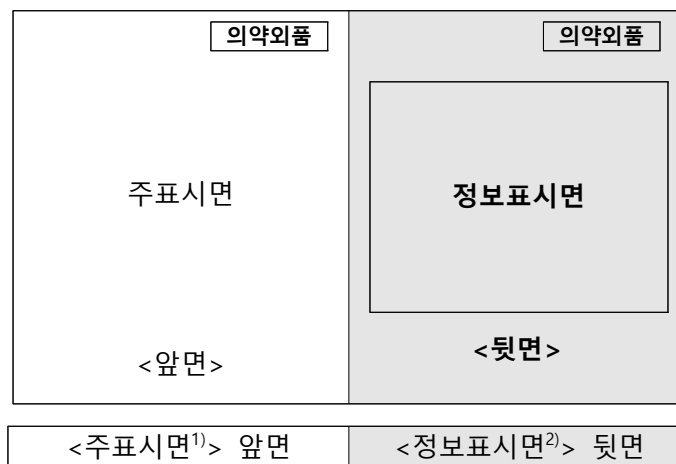 의약외품
주표시면
<앞면>
의약외품
정보표시면
<뒷면>
<주표시면1)> 앞면
<정보표시면2)> 뒷면